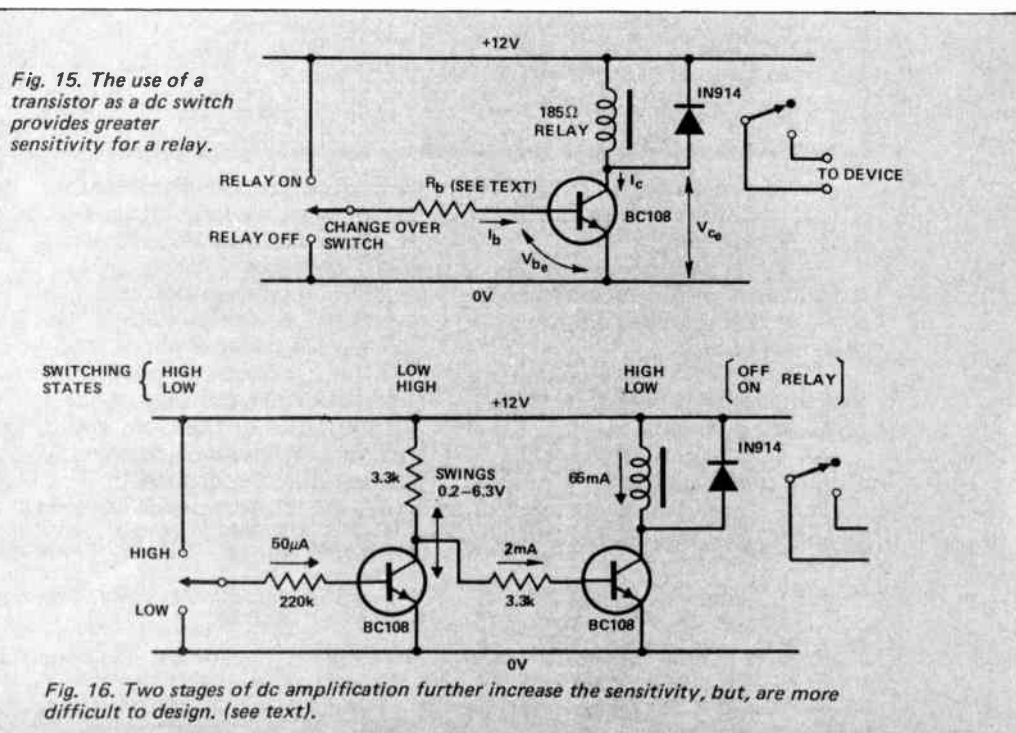 Fig. 15. The use of a
transistor as a dc switch
provides greater
sensitivity for a relay.
+12V
185Ω
RELAY
IN914
RELAY ON
Rb (SEE TEXT)
Ic
TO DEVICE
BC108
RELAY OFF
CHANGE OVER
SWITCH
Ib
Vbe
Vce
0V
SWITCHING
STATES
HIGH
LOW
LOW
HIGH
HIGH
LOW
OFF
ON
RELAY
+12V
3.3k
SWINGS
0.2–6.3V
65mA
IN914
HIGH
50μA
2mA
LOW
220k
3.3k
BC108
BC108
0V
Fig. 16. Two stages of dc amplification further increase the sensitivity, but, are more
difficult to design. (see text).